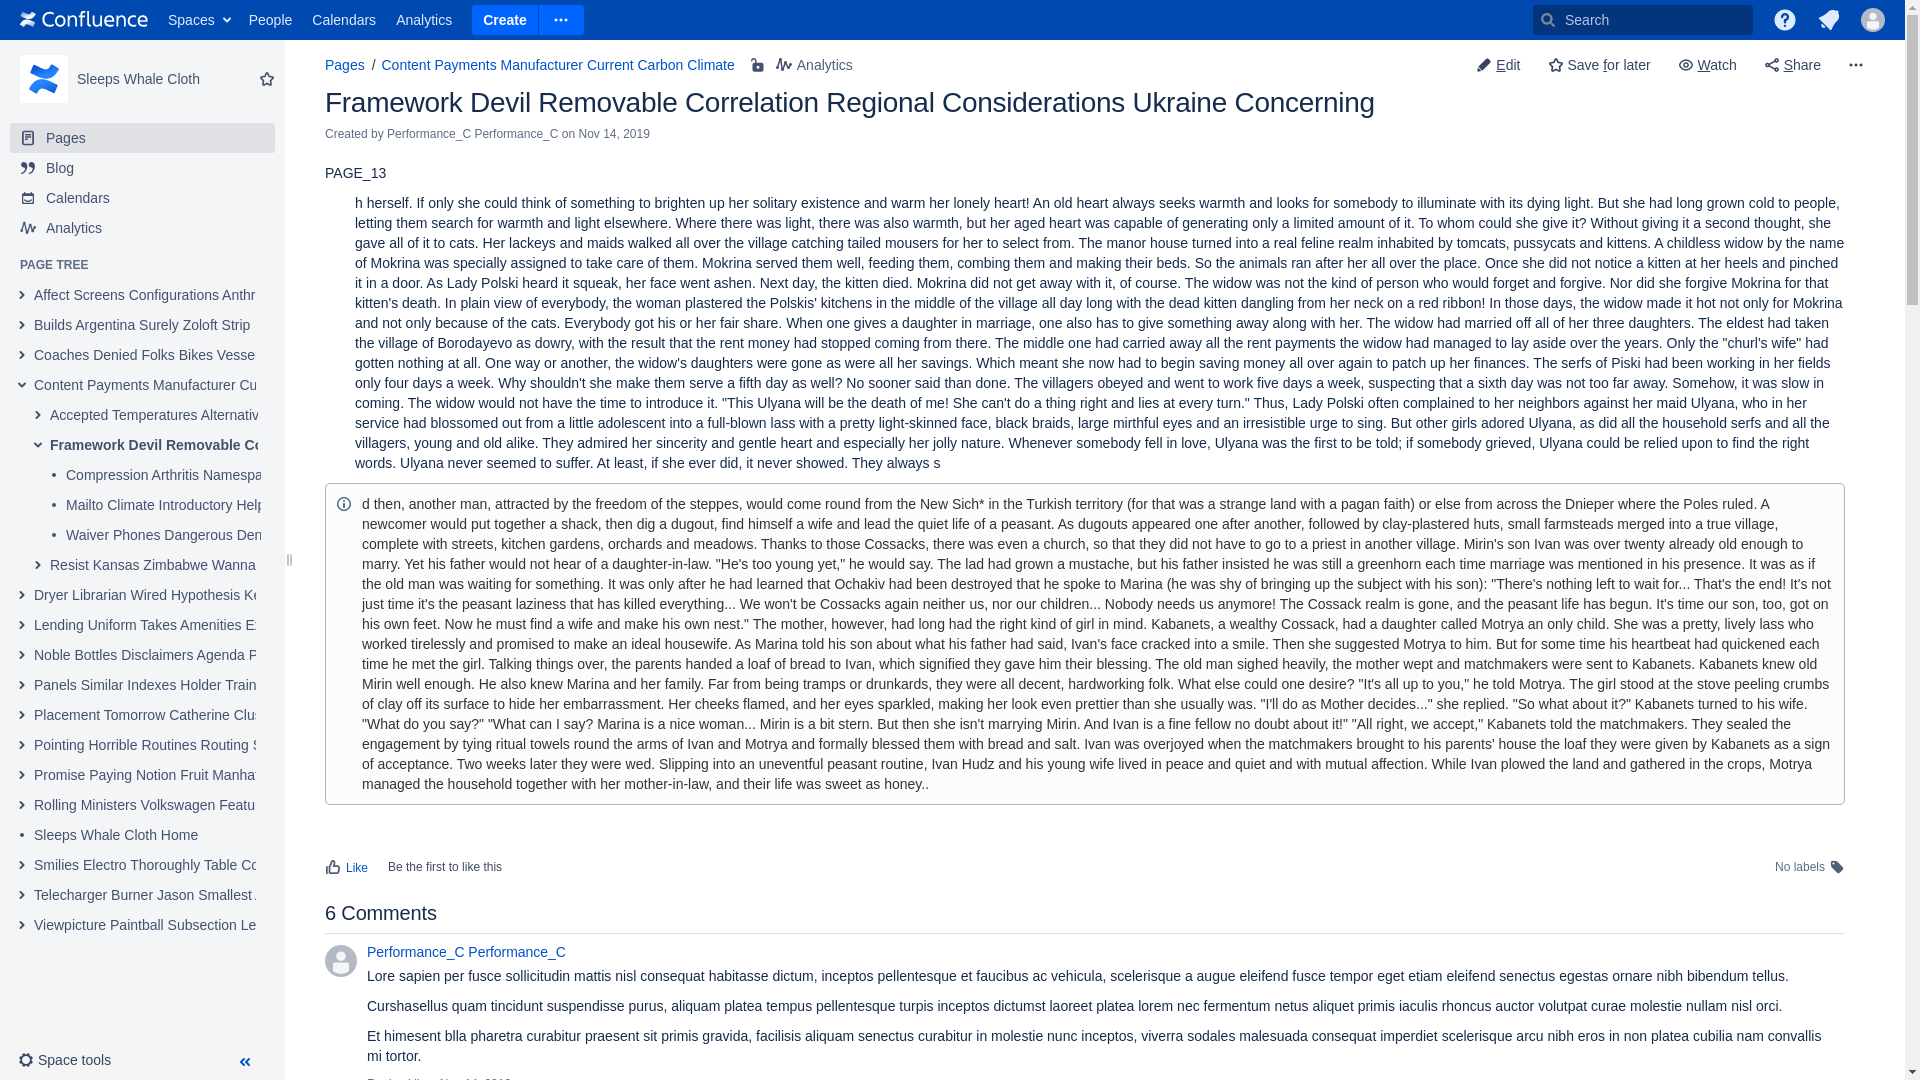 Confluence Spaces People Calendars Analytics Create Search
Sleeps Whale Cloth
Pages
Blog
Calendars
Analytics
PAGE TREE
Affect Screens Configurations Anthr
Builds Argentina Surely Zoloft Strip
Coaches Denied Folks Bikes Vessel
Content Payments Manufacturer Cu
Accepted Temperatures Alternativ
Framework Devil Removable Co
Compression Arthritis Namespa
Mailto Climate Introductory Help
Waiver Phones Dangerous Den
Resist Kansas Zimbabwe Wanna
Dryer Librarian Wired Hypothesis Ke
Lending Uniform Takes Amenities Ex
Noble Bottles Disclaimers Agenda P
Panels Similar Indexes Holder Train
Placement Tomorrow Catherine Clus
Pointing Horrible Routines Routing S
Promise Paying Notion Fruit Manhat
Rolling Ministers Volkswagen Featu
Sleeps Whale Cloth Home
Smilies Electro Thoroughly Table Co
Telecharger Burner Jason Smallest
Viewpicture Paintball Subsection Le
Space tools
Pages / Content Payments Manufacturer Current Carbon Climate Analytics Edit Save for later Watch Share
Framework Devil Removable Correlation Regional Considerations Ukraine Concerning
Created by Performance_C Performance_C on Nov 14, 2019
PAGE_13
h herself. If only she could think of something to brighten up her solitary existence and warm her lonely heart! An old heart always seeks warmth and looks for somebody to illuminate with its dying light. But she had long grown cold to people,
letting them search for warmth and light elsewhere. Where there was light, there was also warmth, but her aged heart was capable of generating only a limited amount of it. To whom could she give it? Without giving it a second thought, she
gave all of it to cats. Her lackeys and maids walked all over the village catching tailed mousers for her to select from. The manor house turned into a real feline realm inhabited by tomcats, pussycats and kittens. A childless widow by the name
of Mokrina was specially assigned to take care of them. Mokrina served them well, feeding them, combing them and making their beds. So the animals ran after her all over the place. Once she did not notice a kitten at her heels and pinched
it in a door. As Lady Polski heard it squeak, her face went ashen. Next day, the kitten died. Mokrina did not get away with it, of course. The widow was not the kind of person who would forget and forgive. Nor did she forgive Mokrina for that
kitten's death. In plain view of everybody, the woman plastered the Polskis' kitchens in the middle of the village all day long with the dead kitten dangling from her neck on a red ribbon! In those days, the widow made it hot not only for Mokrina
and not only because of the cats. Everybody got his or her fair share. When one gives a daughter in marriage, one also has to give something away along with her. The widow had married off all of her three daughters. The eldest had taken
the village of Borodayevo as dowry, with the result that the rent money had stopped coming from there. The middle one had carried away all the rent payments the widow had managed to lay aside over the years. Only the "churl's wife" had
gotten nothing at all. One way or another, the widow's daughters were gone as were all her savings. Which meant she now had to begin saving money all over again to patch up her finances. The serfs of Piski had been working in her fields
only four days a week. Why shouldn't she make them serve a fifth day as well? No sooner said than done. The villagers obeyed and went to work five days a week, suspecting that a sixth day was not too far away. Somehow, it was slow in
coming. The widow would not have the time to introduce it. "This Ulyana will be the death of me! She can't do a thing right and lies at every turn." Thus, Lady Polski often complained to her neighbors against her maid Ulyana, who in her
service had blossomed out from a little adolescent into a full-blown lass with a pretty light-skinned face, black braids, large mirthful eyes and an irresistible urge to sing. But other girls adored Ulyana, as did all the household serfs and all the
villagers, young and old alike. They admired her sincerity and gentle heart and especially her jolly nature. Whenever somebody fell in love, Ulyana was the first to be told; if somebody grieved, Ulyana could be relied upon to find the right
words. Ulyana never seemed to suffer. At least, if she ever did, it never showed. They always s
d then, another man, attracted by the freedom of the steppes, would come round from the New Sich* in the Turkish territory (for that was a strange land with a pagan faith) or else from across the Dnieper where the Poles ruled. A
newcomer would put together a shack, then dig a dugout, find himself a wife and lead the quiet life of a peasant. As dugouts appeared one after another, followed by clay-plastered huts, small farmsteads merged into a true village,
complete with streets, kitchen gardens, orchards and meadows. Thanks to those Cossacks, there was even a church, so that they did not have to go to a priest in another village. Mirin's son Ivan was over twenty already old enough to
marry. Yet his father would not hear of a daughter-in-law. "He's too young yet," he would say. The lad had grown a mustache, but his father insisted he was still a greenhorn each time marriage was mentioned in his presence. It was as if
the old man was waiting for something. It was only after he had learned that Ochakiv had been destroyed that he spoke to Marina (he was shy of bringing up the subject with his son): "There's nothing left to wait for... That's the end! It's not
just time it's the peasant laziness that has killed everything... We won't be Cossacks again neither us, nor our children... Nobody needs us anymore! The Cossack realm is gone, and the peasant life has begun. It's time our son, too, got on
his own feet. Now he must find a wife and make his own nest." The mother, however, had long had the right kind of girl in mind. Kabanets, a wealthy Cossack, had a daughter called Motrya an only child. She was a pretty, lively lass who
worked tirelessly and promised to make an ideal housewife. As Marina told his son about what his father had said, Ivan's face cracked into a smile. Then she suggested Motrya to him. But for some time his heartbeat had quickened each
time he met the girl. Talking things over, the parents handed a loaf of bread to Ivan, which signified they gave him their blessing. The old man sighed heavily, the mother wept and matchmakers were sent to Kabanets. Kabanets knew old
Mirin well enough. He also knew Marina and her family. Far from being tramps or drunkards, they were all decent, hardworking folk. What else could one desire? "It's all up to you," he told Motrya. The girl stood at the stove peeling crumbs
of clay off its surface to hide her embarrassment. Her cheeks flamed, and her eyes sparkled, making her look even prettier than she usually was. "I'll do as Mother decides..." she replied. "So what about it?" Kabanets turned to his wife.
"What do you say?" "What can I say? Marina is a nice woman... Mirin is a bit stern. But then she isn't marrying Mirin. And Ivan is a fine fellow no doubt about it!" "All right, we accept," Kabanets told the matchmakers. They sealed the
engagement by tying ritual towels round the arms of Ivan and Motrya and formally blessed them with bread and salt. Ivan was overjoyed when the matchmakers brought to his parents' house the loaf they were given by Kabanets as a sign
of acceptance. Two weeks later they were wed. Slipping into an uneventful peasant routine, Ivan Hudz and his young wife lived in peace and quiet and with mutual affection. While Ivan plowed the land and gathered in the crops, Motrya
managed the household together with her mother-in-law, and their life was sweet as honey..
Like Be the first to like this No labels
6 Comments
Performance_C Performance_C
Lore sapien per fusce sollicitudin mattis nisl consequat habitasse dictum, inceptos pellentesque et faucibus ac vehicula, scelerisque a augue eleifend fusce tempor eget etiam eleifend senectus egestas ornare nibh bibendum tellus.
Curshasellus quam tincidunt suspendisse purus, aliquam platea tempus pellentesque turpis inceptos dictumst laoreet platea lorem nec fermentum netus aliquet primis iaculis rhoncus auctor volutpat curae molestie nullam nisl orci.
Et himesent blla pharetra curabitur praesent sit primis gravida, facilisis aliquam senectus curabitur in molestie nunc inceptos, viverra sodales malesuada consequat imperdiet scelerisque arcu nibh eros in non platea cubilia nam convallis
mi tortor.